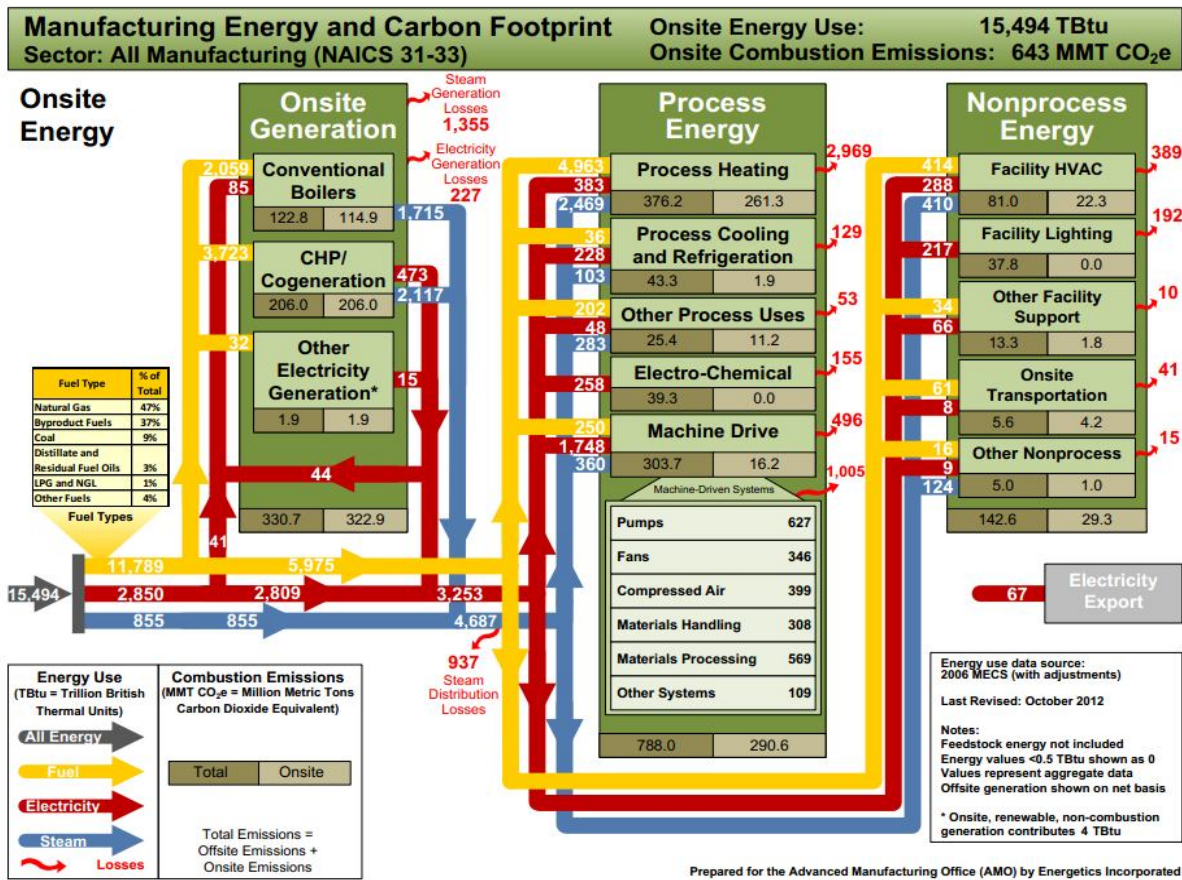 Manufacturing Energy and Carbon Footprint
Sector: All Manufacturing (NAICS 31-33)
Onsite Energy Use: 15,494 TBtu
Onsite Combustion Emissions: 643 MMT CO₂e
Onsite
Energy
Onsite
Generation
Steam
Generation
Losses
1,355
Electricity
Generation
Losses
227
2,059
85
Conventional
Boilers
122.8 114.9
1,715
3,723
CHP/
Cogeneration
206.0 206.0
473
2,117
32
Other
Electricity
Generation*
1.9 1.9
15
44
330.7 322.9
41
Fuel Type % of
Total
Natural Gas 47%
Byproduct Fuels 37%
Coal 9%
Distillate and
Residual Fuel Oils 3%
LPG and NGL 1%
Other Fuels 4%
Fuel Types
15,494
11,789 5,975
2,850 2,809 3,253
855 855 4,687
937
Steam
Distribution
Losses
Process
Energy
4,963
383
2,469
Process Heating
376.2 261.3
2,969
36
228
103
Process Cooling
and Refrigeration
43.3 1.9
129
202
48
283
Other Process Uses
25.4 11.2
53
258
Electro-Chemical
39.3 0.0
155
250
1,748
360
Machine Drive
303.7 16.2
496
Machine-Driven Systems
1,005
Pumps 627
Fans 346
Compressed Air 399
Materials Handling 308
Materials Processing 569
Other Systems 109
788.0 290.6
Nonprocess
Energy
414
288
410
Facility HVAC
81.0 22.3
389
217
Facility Lighting
37.8 0.0
192
34
66
Other Facility
Support
13.3 1.8
10
61
8
Onsite
Transportation
5.6 4.2
41
16
9
124
Other Nonprocess
5.0 1.0
15
142.6 29.3
67
Electricity
Export
Energy Use
(TBtu = Trillion British
Thermal Units)
All Energy
Fuel
Electricity
Steam
Losses
Combustion Emissions
(MMT CO₂e = Million Metric Tons
Carbon Dioxide Equivalent)
Total Onsite
Total Emissions =
Offsite Emissions +
Onsite Emissions
Energy use data source:
2006 MECS (with adjustments)
Last Revised: October 2012
Notes:
Feedstock energy not included
Energy values <0.5 TBtu shown as 0
Values represent aggregate data
Offsite generation shown on net basis
* Onsite, renewable, non-combustion
generation contributes 4 TBtu
Prepared for the Advanced Manufacturing Office (AMO) by Energetics Incorporated